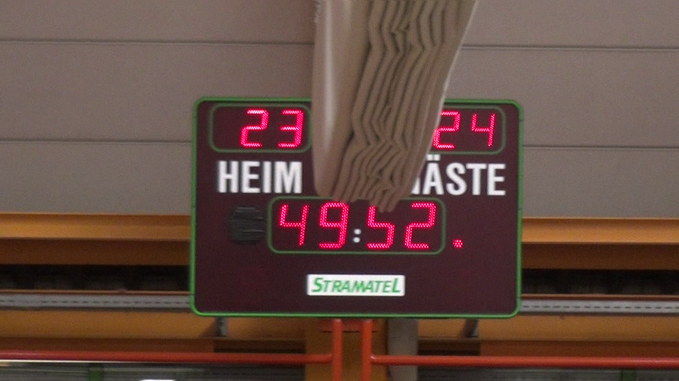 23 24
HEIM ÄSTE
49:52.
STRAMATEL